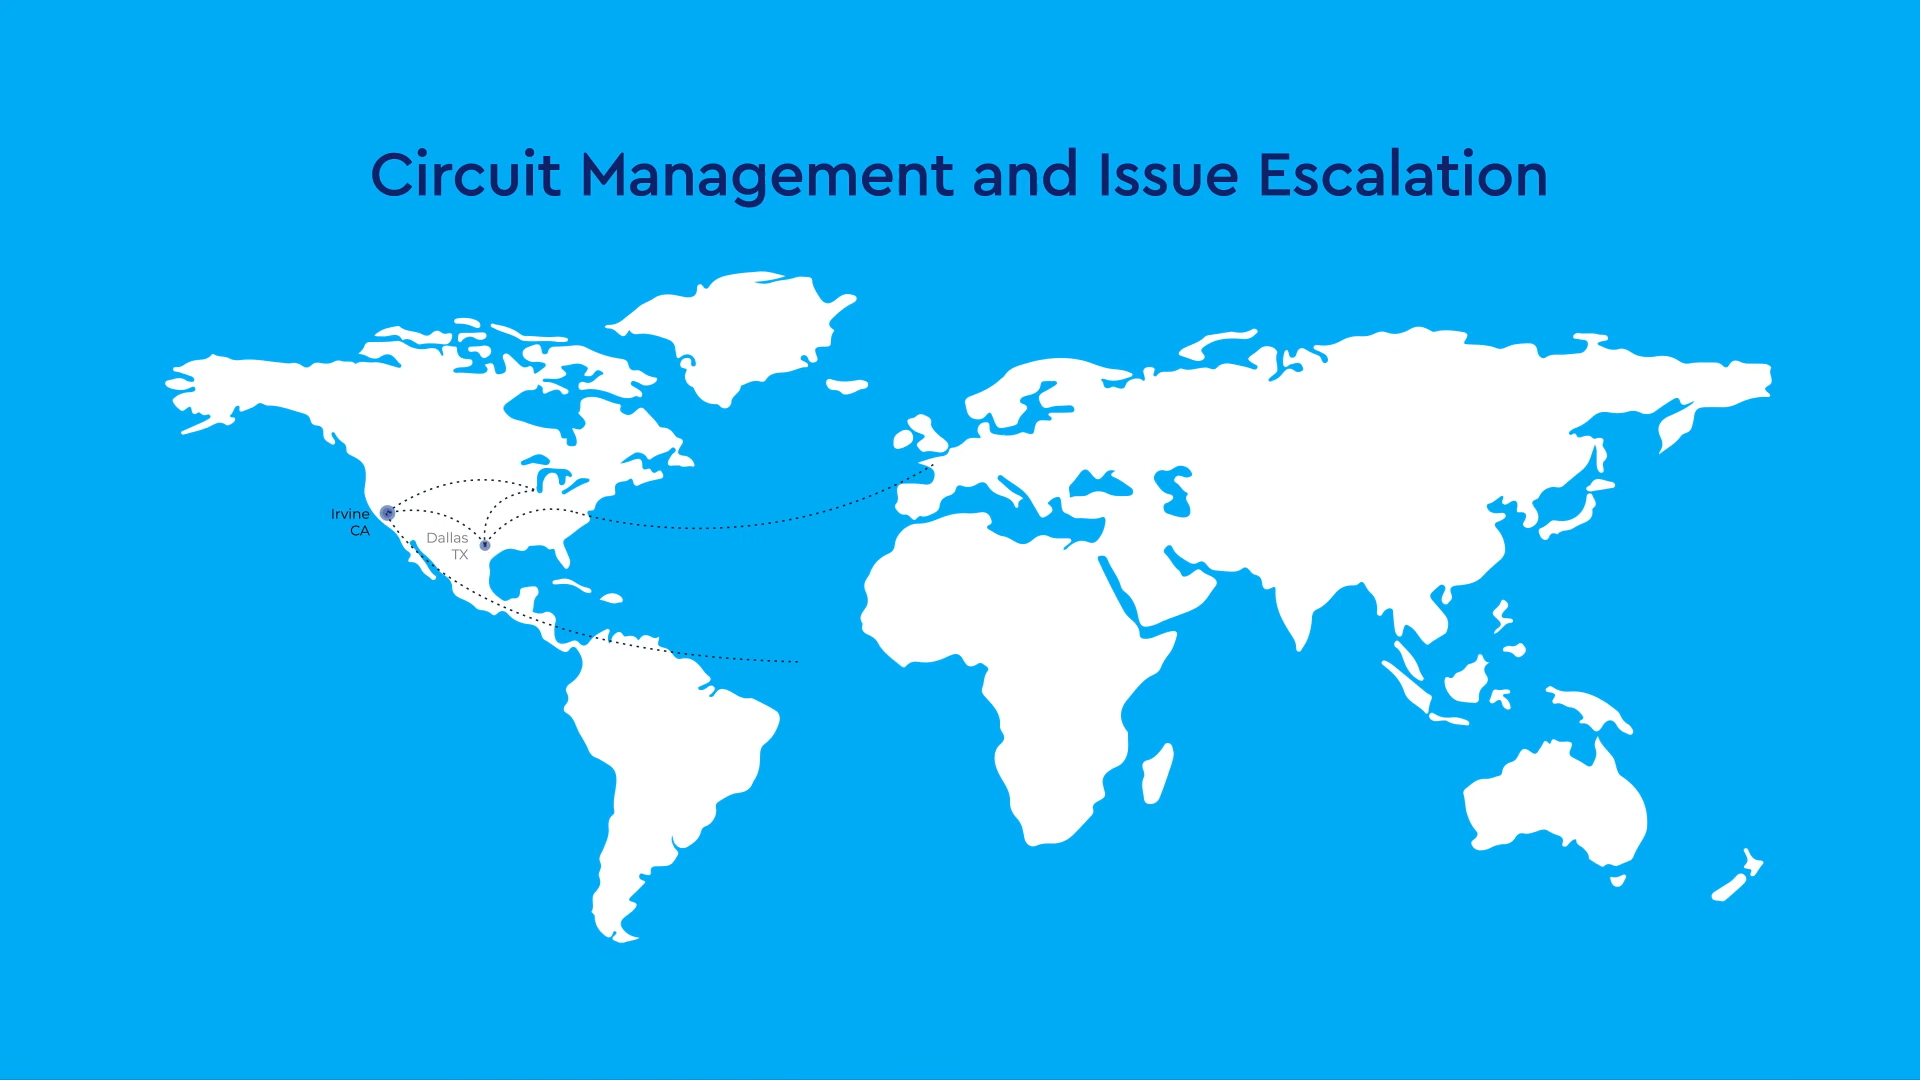 Circuit Management and Issue Escalation
Irvine
CA
Dallas
TX